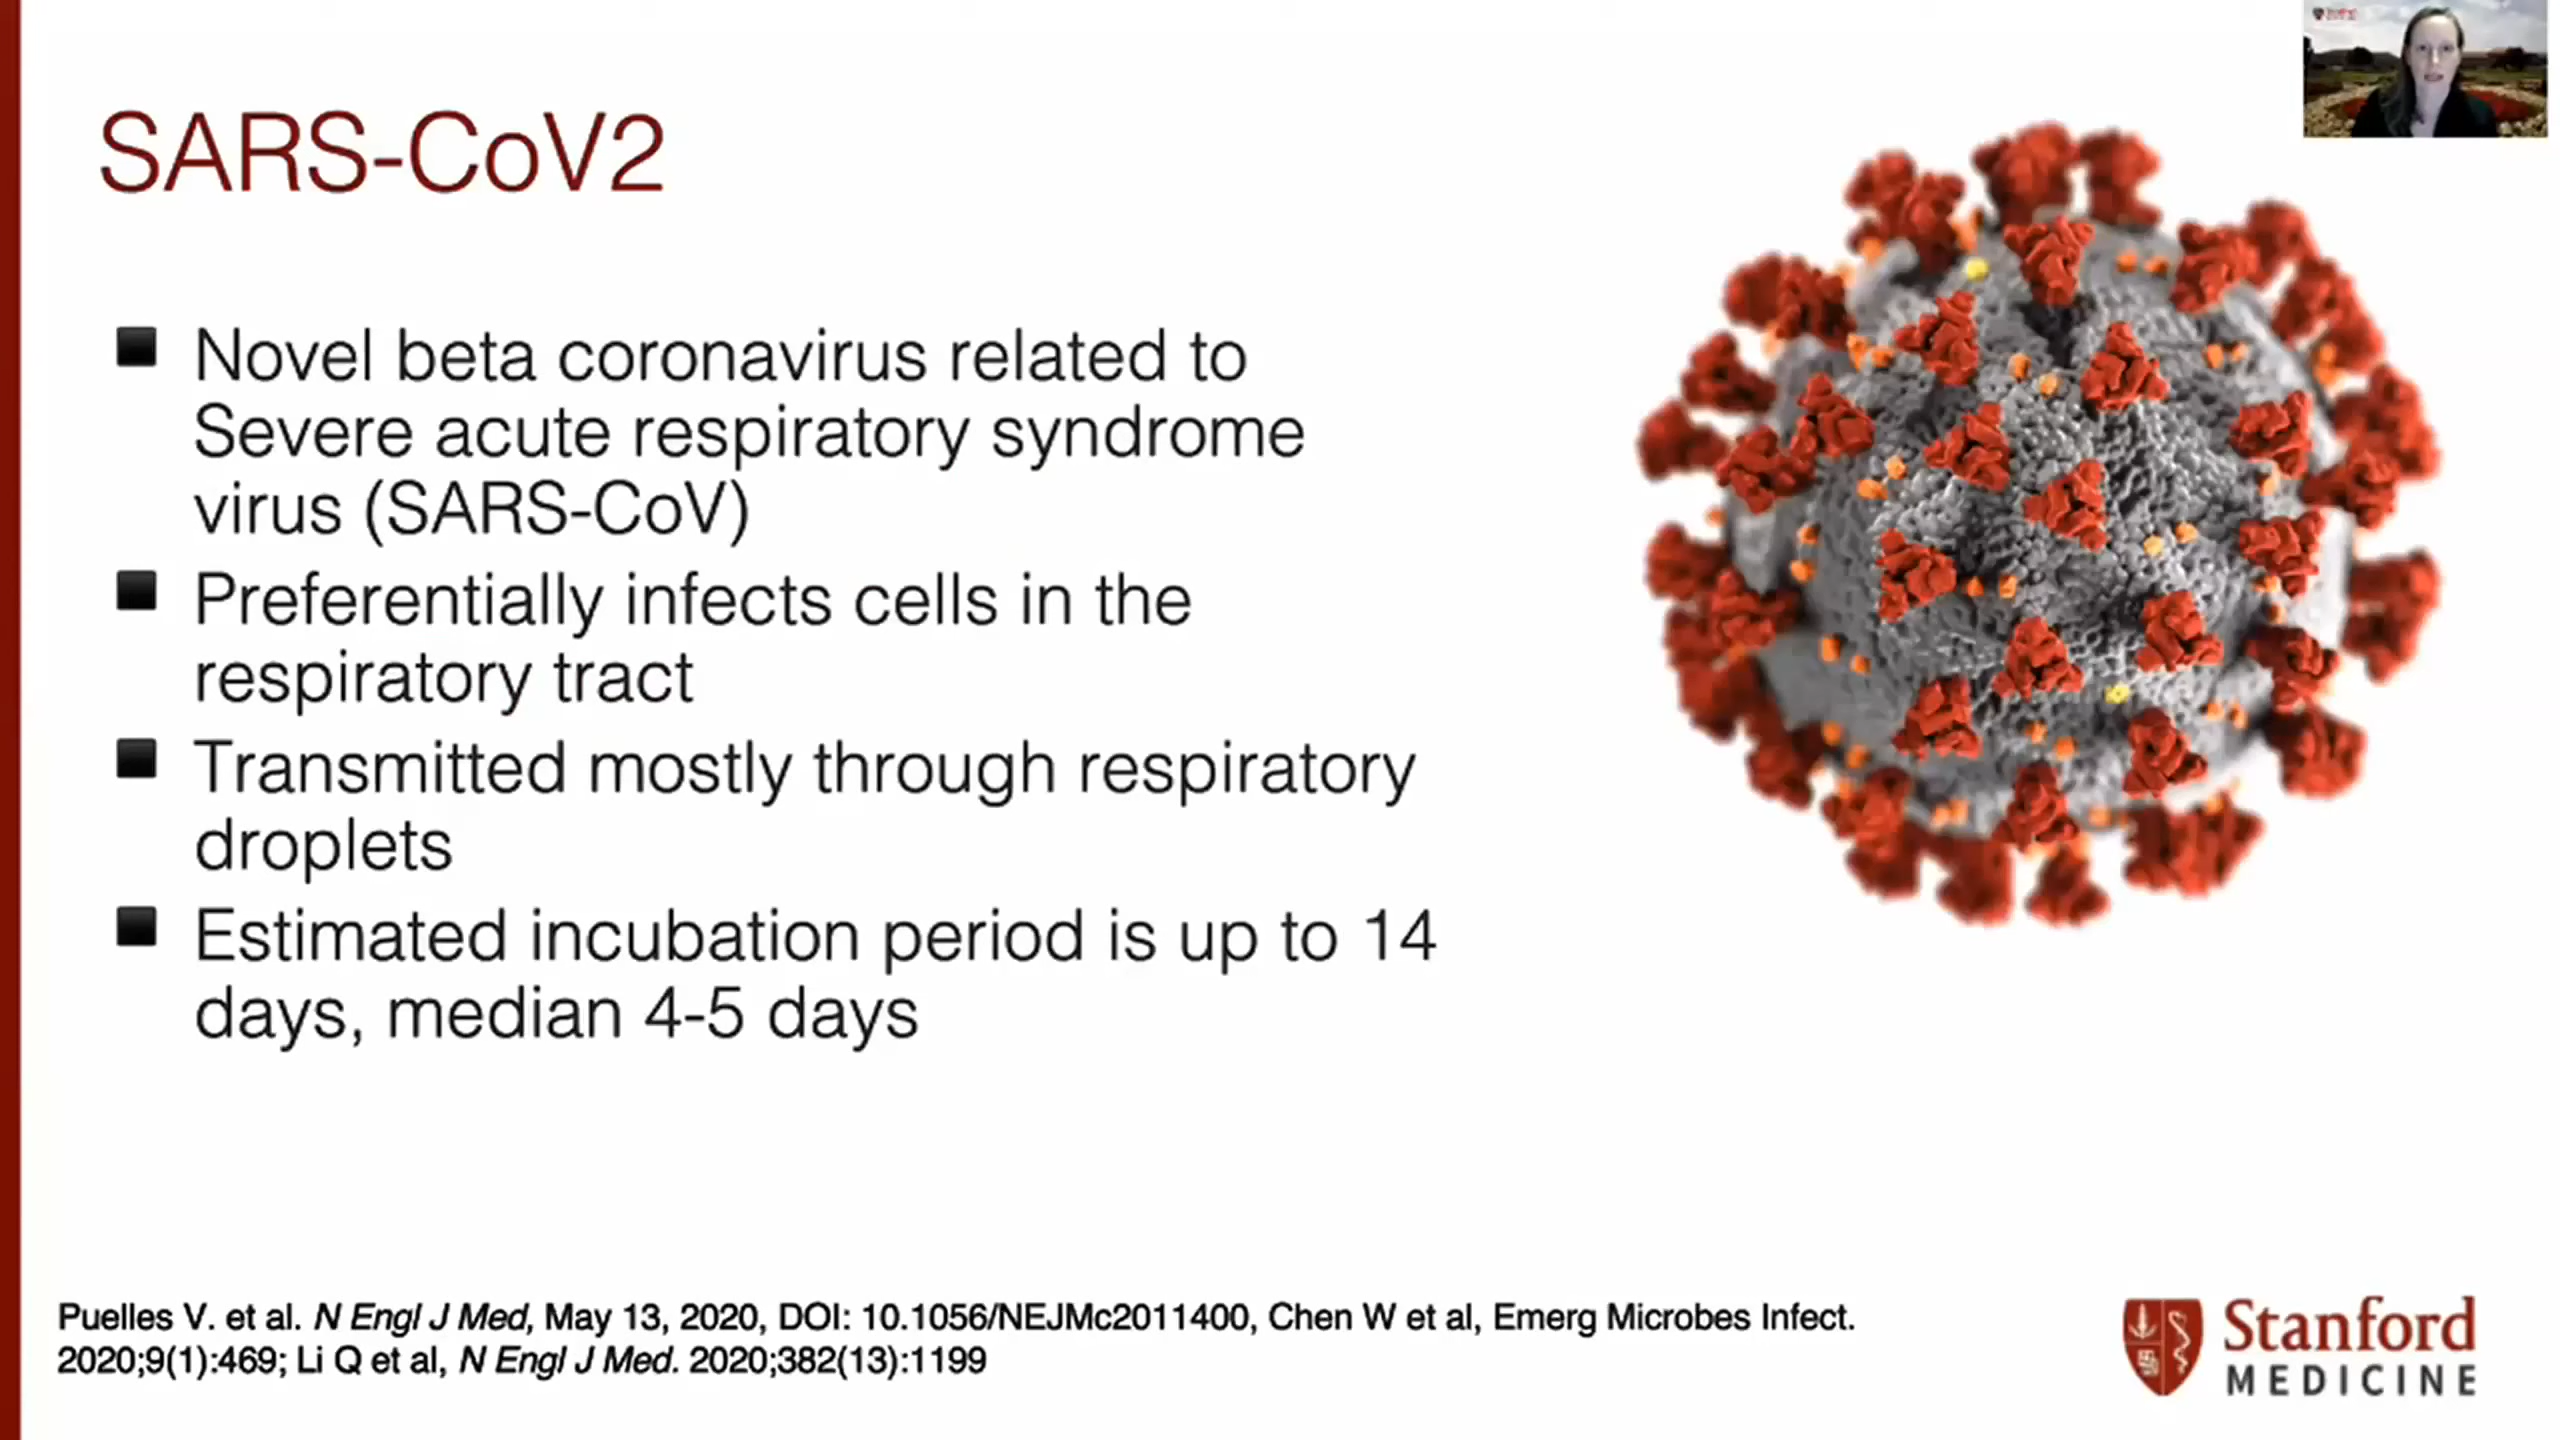 SARS-CoV2
Novel beta coronavirus related to
Severe acute respiratory syndrome
virus (SARS-CoV)
Preferentially infects cells in the
respiratory tract
Transmitted mostly through respiratory
droplets
Estimated incubation period is up to 14
days, median 4-5 days
Puelles V. et al. N Engl J Med, May 13, 2020, DOI: 10.1056/NEJMc2011400, Chen W et al, Emerg Microbes Infect.
2020;9(1):469; Li Q et al, N Engl J Med. 2020;382(13):1199
Stanford
MEDICINE